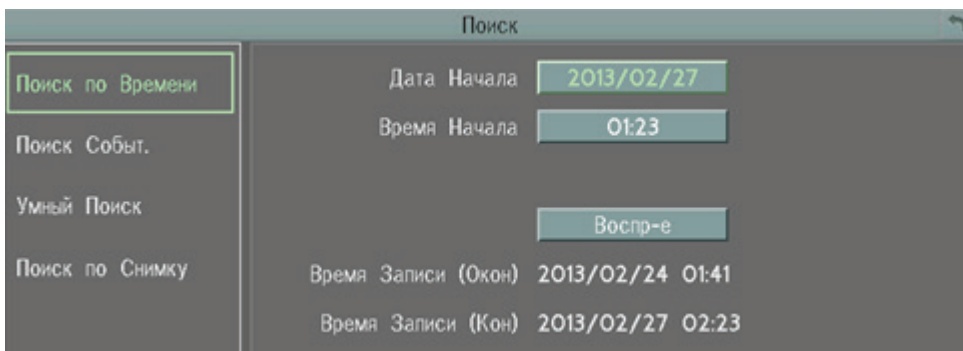 Поиск
Поиск по Времени
Поиск Событ.
Умный Поиск
Поиск по Снимку
Дата Начала 2013/02/27
Время Начала 01:23
Воспр-е
Время Записи (Окон) 2013/02/24 01:41
Время Записи (Кон) 2013/02/27 02:23